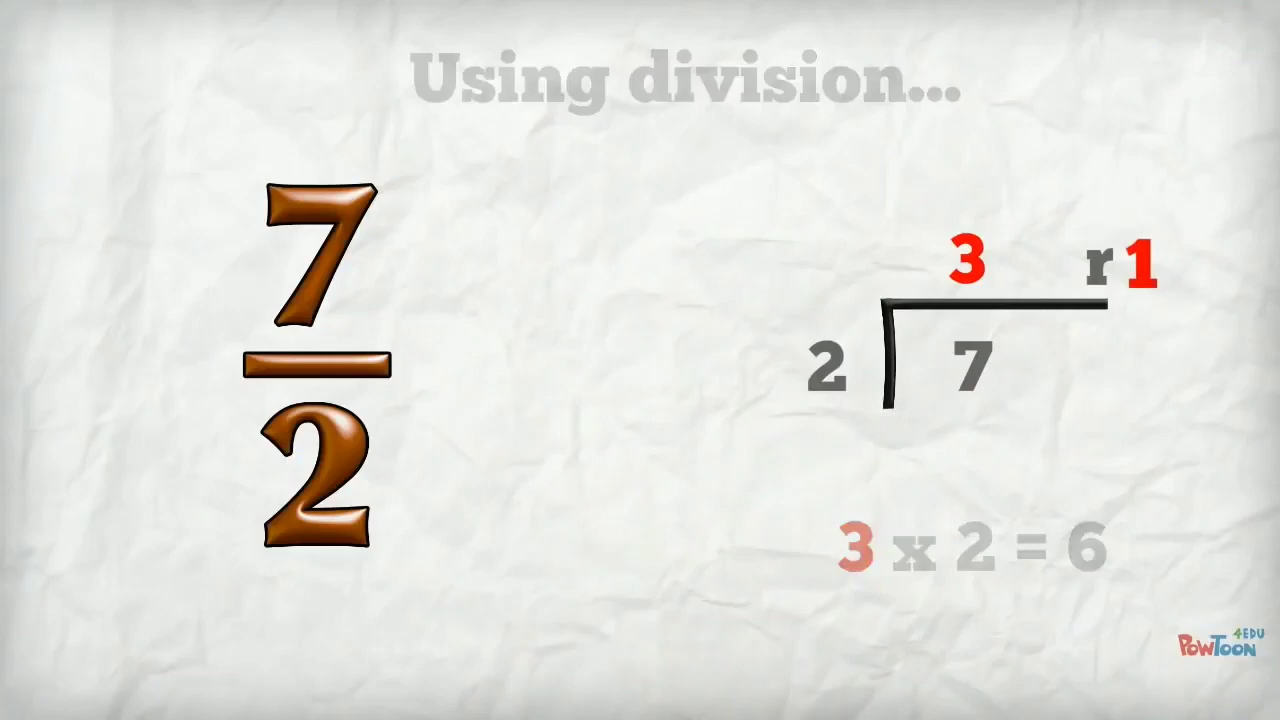 Using division...
7
2
3 r1
2 7
3 x 2 = 6
POWTOON 4EDU